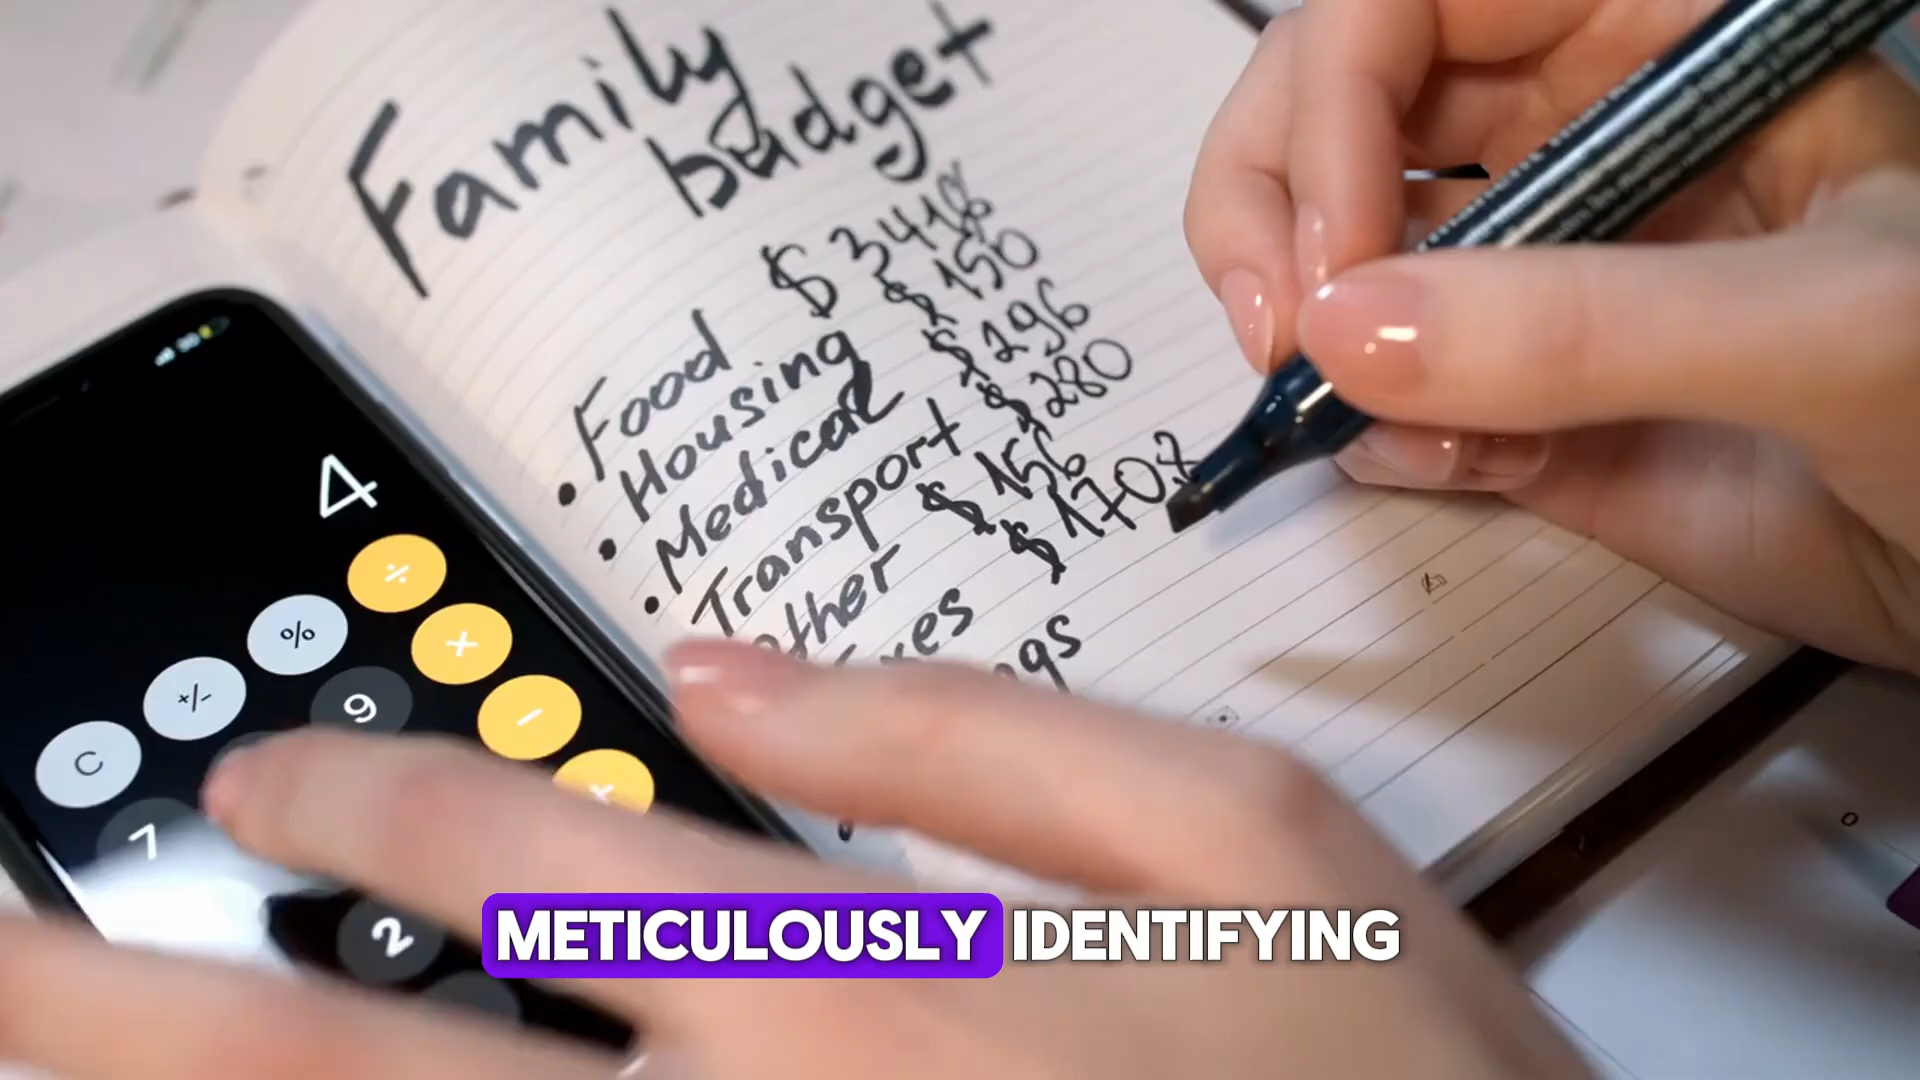 Family
budget
Food $ 3418
Housing $ 150
Medical $ 296
Transport $ 280
other $ 156
$ 1708
4
÷
% ×
+/- 9 −
C
7
2
METICULOUSLY IDENTIFYING